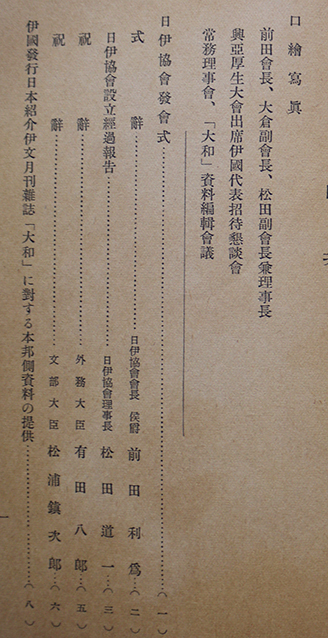 口繪寫眞
前田會長、大倉副會長、松田副會長兼理事長
興亞厚生大會出席伊國代表招待懇談會
常務理事會、「大和」資料編輯會議
日伊協會發會式……(一)
式辭……日伊協會會長 侯爵 前田利爲…(二)
日伊協會設立經過報告……日伊協會理事長 松田道一…(三)
祝辭……外務大臣 有田八郎…(五)
祝辭……文部大臣 松浦鎭次郎…(六)
伊國發行日本紹介伊文月刊雜誌「大和」に對する本邦側資料の提供……(八)